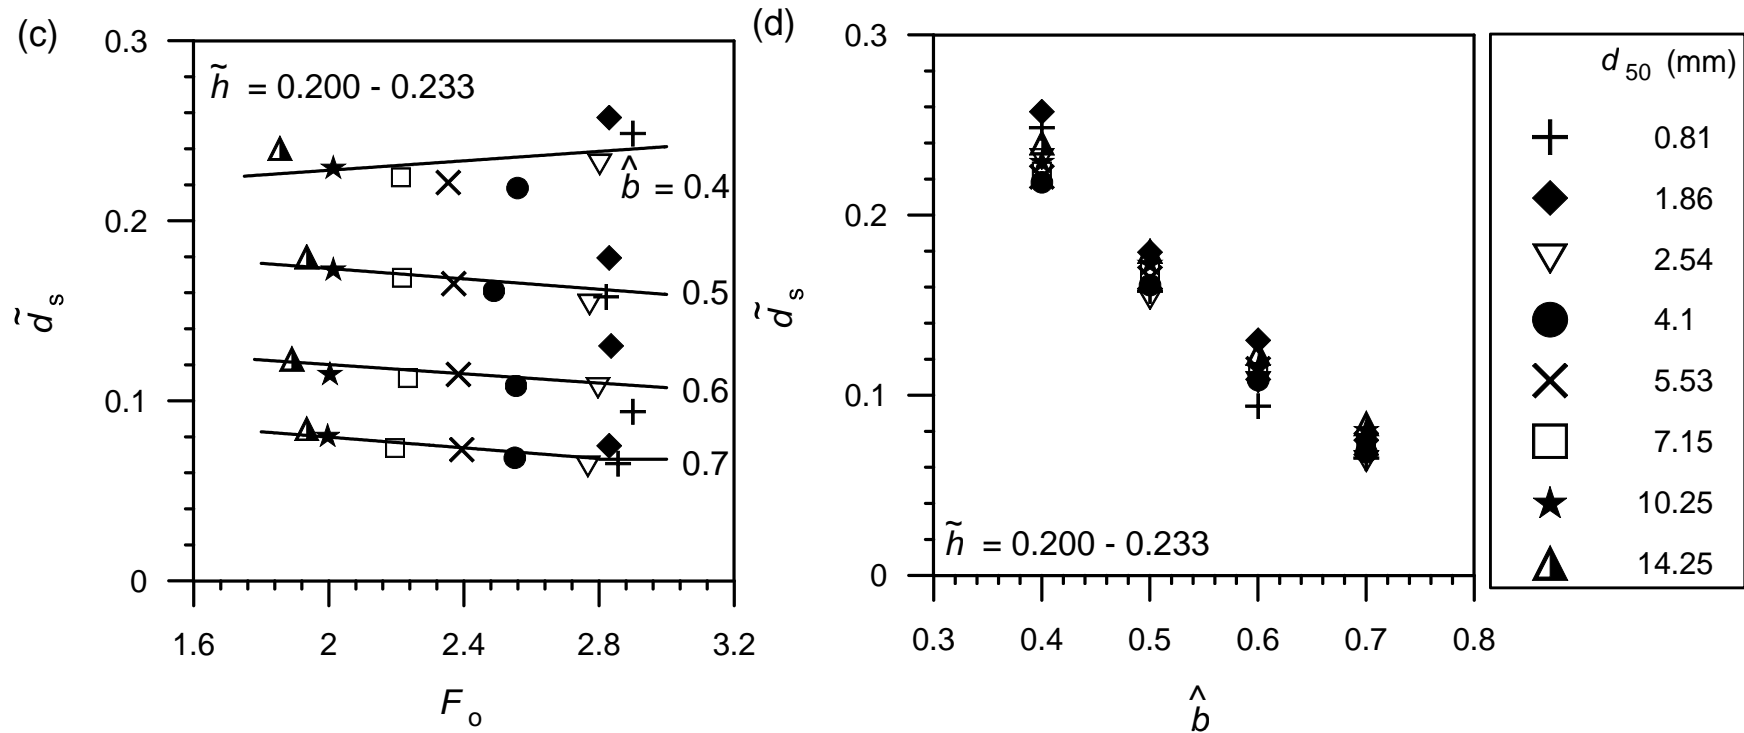 (c)
0.3
h̃ = 0.200 - 0.233
b̂ = 0.4
0.2
0.5
d̃ s
0.6
0.1
0.7
0
1.6 2 2.4 2.8 3.2
F o
(d)
0.3
0.2
d̃ s
0.1
h̃ = 0.200 - 0.233
0
0.3 0.4 0.5 0.6 0.7 0.8
b̂
d 50 (mm)
0.81
1.86
2.54
4.1
5.53
7.15
10.25
14.25